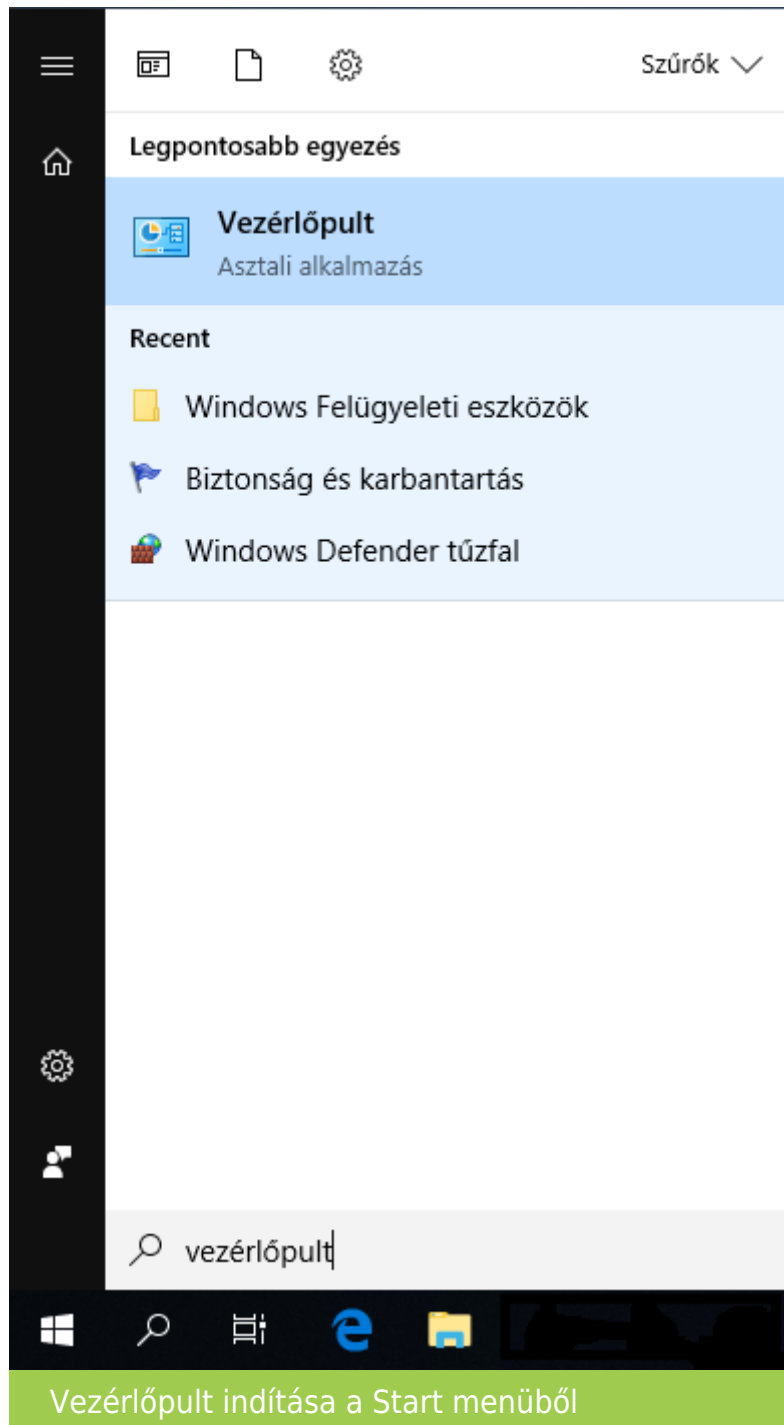 Szűrők
Legpontosabb egyezés
Vezérlőpult
Asztali alkalmazás
Recent
Windows Felügyeleti eszközök
Biztonság és karbantartás
Windows Defender tűzfal
vezérlőpult
Vezérlőpult indítása a Start menüből